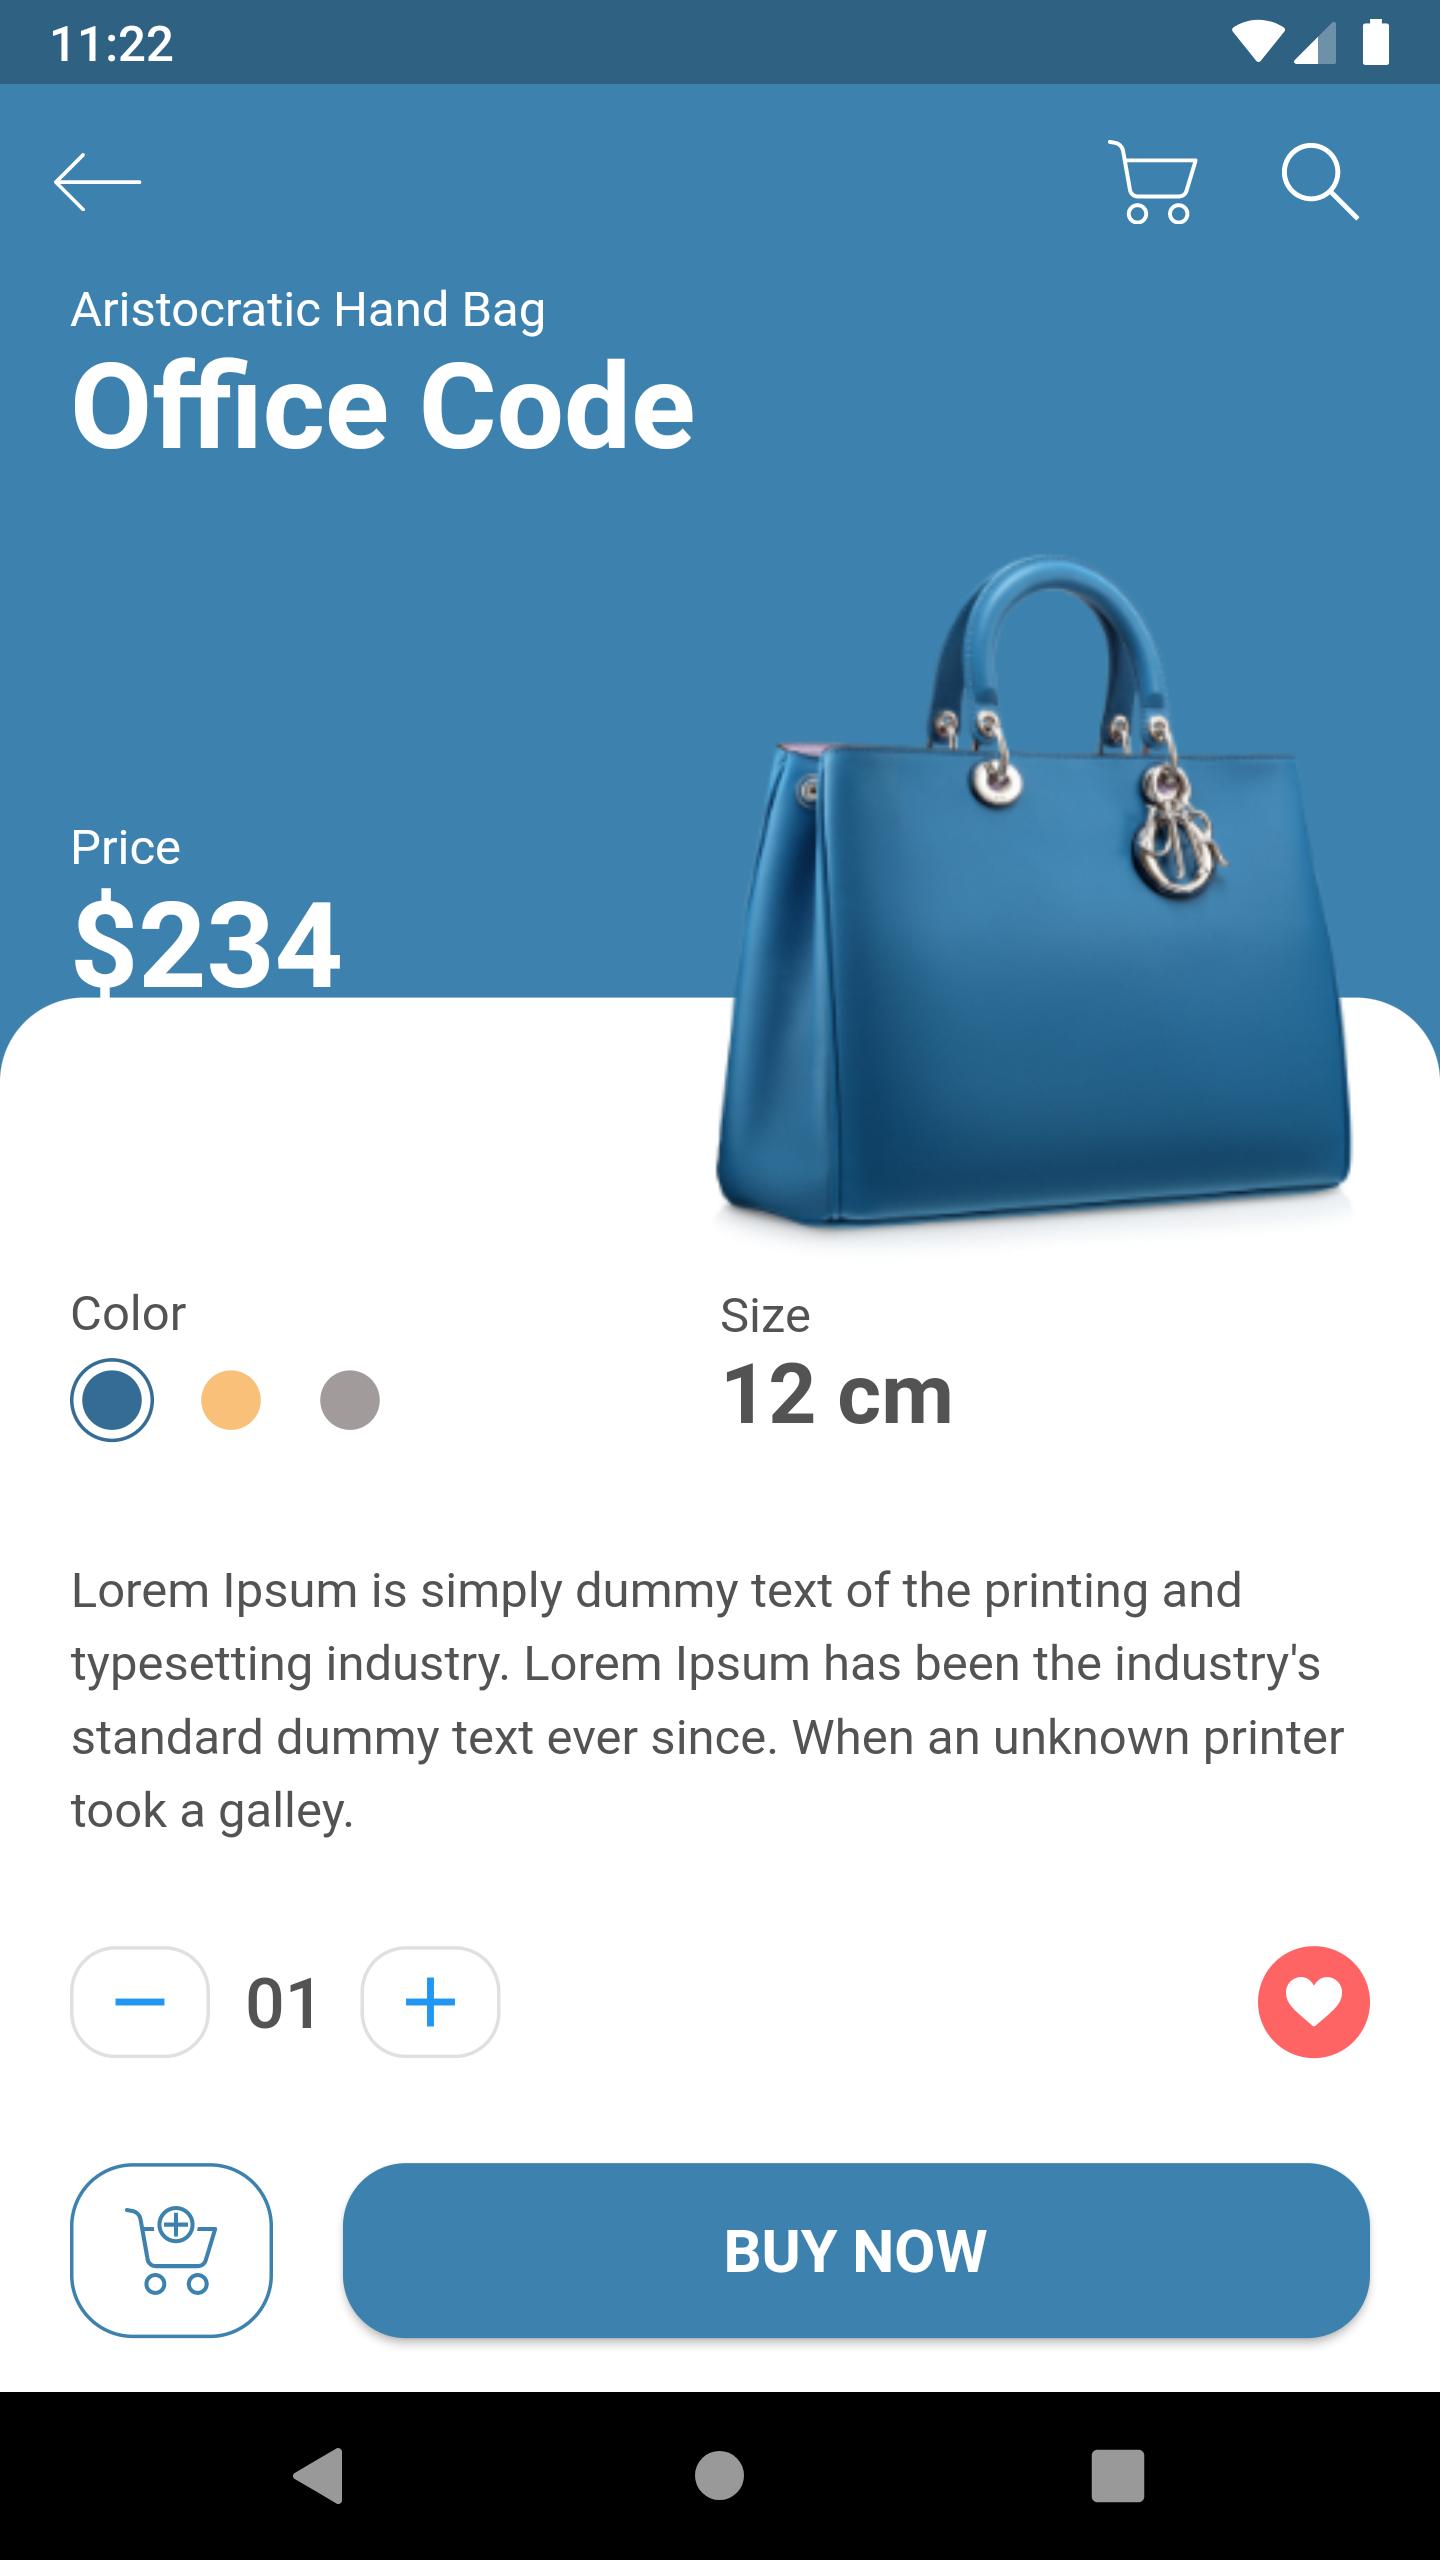 11:22
Aristocratic Hand Bag
Office Code
Price
$234
Color
Size
12 cm
Lorem Ipsum is simply dummy text of the printing and
typesetting industry. Lorem Ipsum has been the industry's
standard dummy text ever since. When an unknown printer
took a galley.
01
BUY NOW